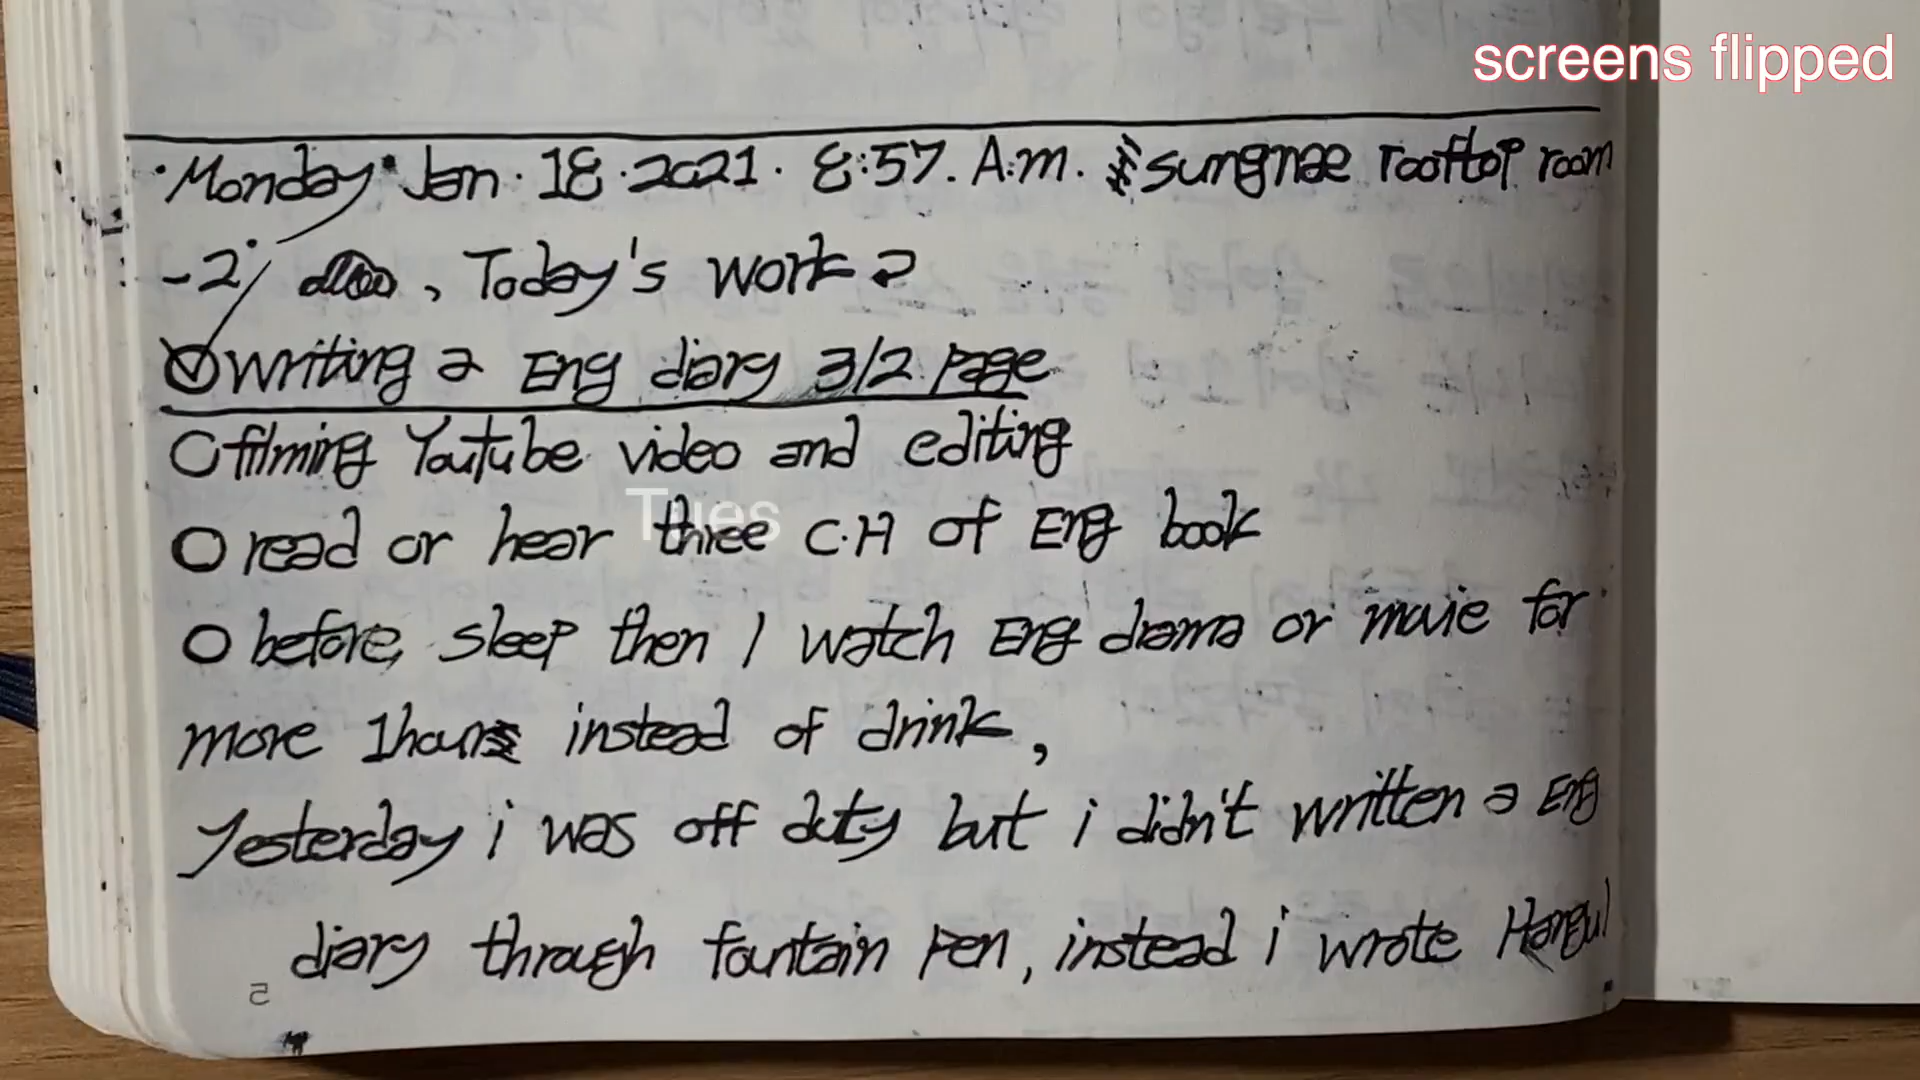 screens flipped
Monday Jan. 18. 2021. 8:57. A.M. sungnae rooftop room
-2°, Today's work?
writing a Eng diary 3/2 page
filming Youtube video and editing
Tues
read or hear three C.H of Eng book
before sleep then I watch Eng drama or movie for
more 1hour instead of drink,
Yesterday i was off duty but i didn't written a Eng
diary through fountain pen, instead i wrote Hangul
5